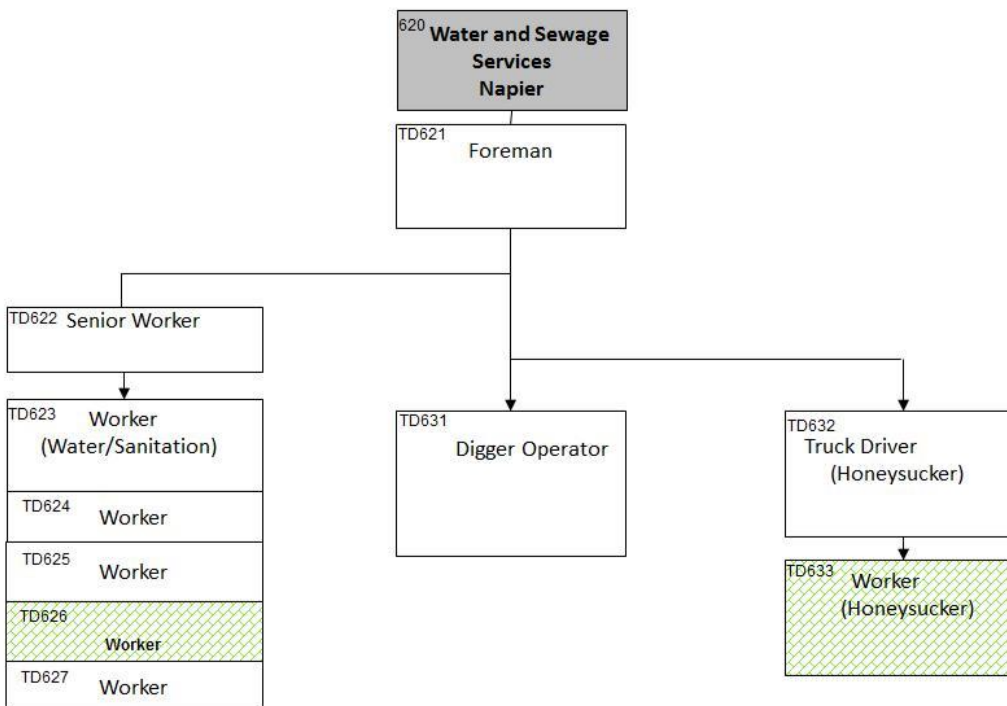 620 Water and Sewage
Services
Napier
TD621
Foreman
TD622 Senior Worker
TD623
Worker
(Water/Sanitation)
TD624
Worker
TD625
Worker
TD626
Worker
TD627
Worker
TD631
Digger Operator
TD632
Truck Driver
(Honeysucker)
TD633
Worker
(Honeysucker)